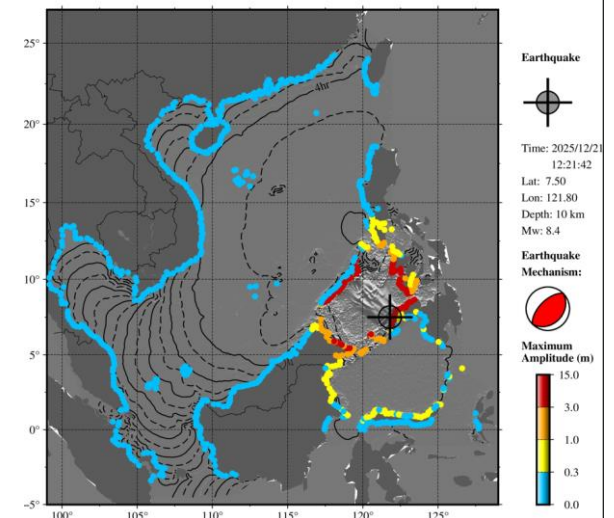 25°
20°
15°
10°
5°
0°
−5°
100°
105°
110°
115°
120°
125°
4hr
Earthquake
Time: 2025/12/21
12:21:42
Lat: 7.50
Lon: 121.80
Depth: 10 km
Mw: 8.4
Earthquake
Mechanism:
Maximum
Amplitude (m)
15.0
3.0
1.0
0.3
0.0